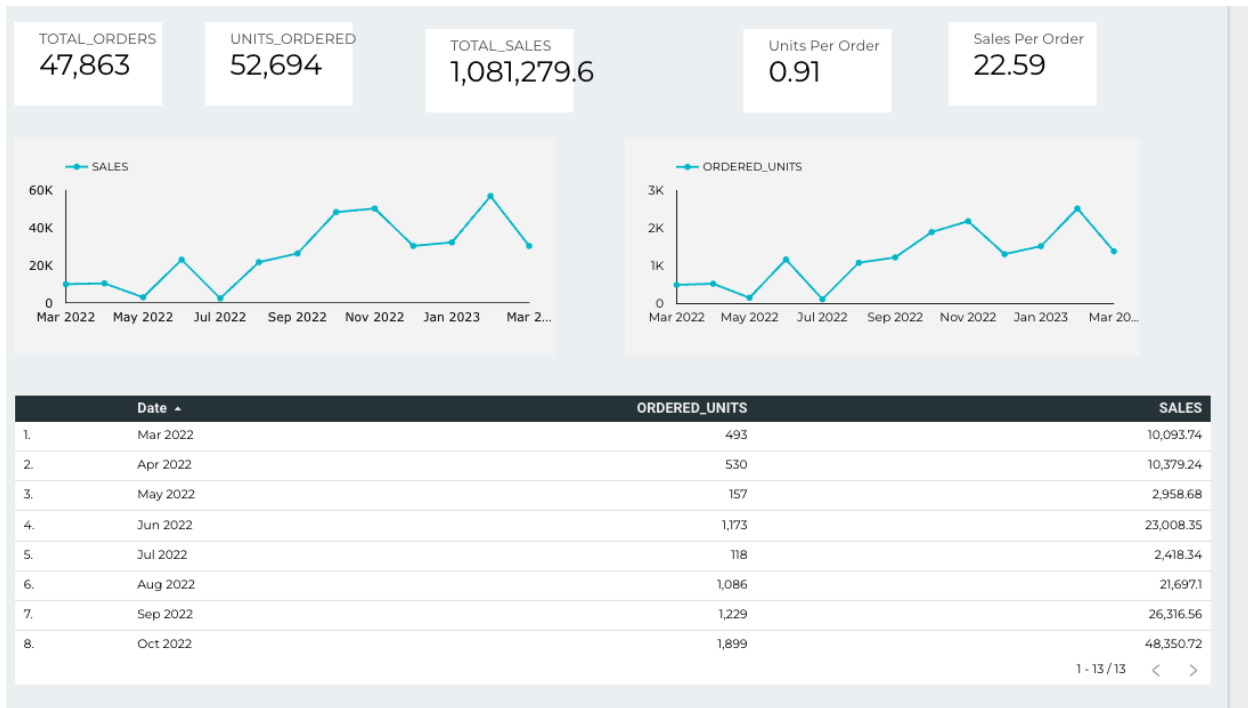 TOTAL_ORDERS
47,863
UNITS_ORDERED
52,694
TOTAL_SALES
1,081,279.6
Units Per Order
0.91
Sales Per Order
22.59
SALES
60K
40K
20K
0
Mar 2022 May 2022 Jul 2022 Sep 2022 Nov 2022 Jan 2023 Mar 2...
ORDERED_UNITS
3K
2K
1K
0
Mar 2022 May 2022 Jul 2022 Sep 2022 Nov 2022 Jan 2023 Mar 20...
Date ORDERED_UNITS SALES
1. Mar 2022 493 10,093.74
2. Apr 2022 530 10,379.24
3. May 2022 157 2,958.68
4. Jun 2022 1,173 23,008.35
5. Jul 2022 118 2,418.34
6. Aug 2022 1,086 21,697.1
7. Sep 2022 1,229 26,316.56
8. Oct 2022 1,899 48,350.72
1 - 13 / 13